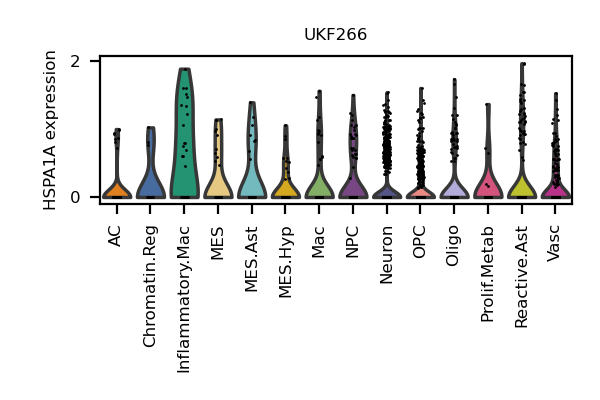 UKF266
HSPA1A expression
2
0
AC
Chromatin.Reg
Inflammatory.Mac
MES
MES.Ast
MES.Hyp
Mac
NPC
Neuron
OPC
Oligo
Prolif.Metab
Reactive.Ast
Vasc